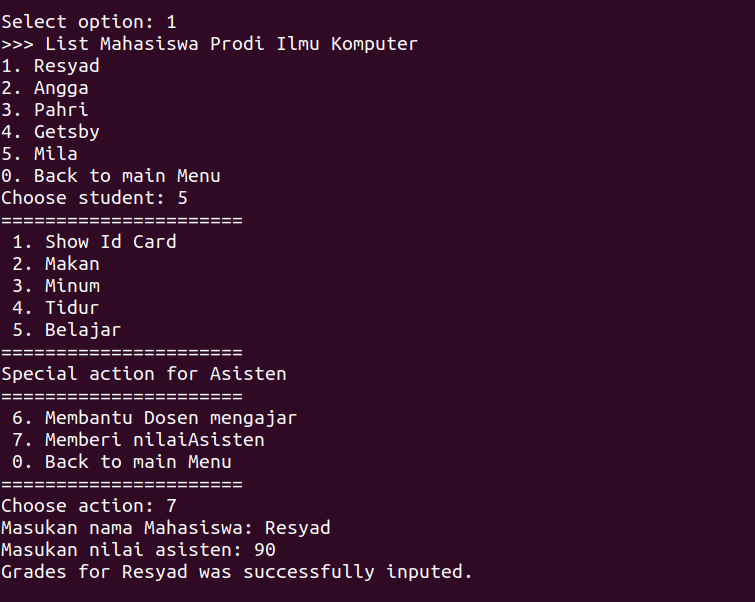 Select option: 1
>>> List Mahasiswa Prodi Ilmu Komputer
1. Resyad
2. Angga
3. Pahri
4. Getsby
5. Mila
0. Back to main Menu
Choose student: 5
======================
 1. Show Id Card
 2. Makan
 3. Minum
 4. Tidur
 5. Belajar
======================
Special action for Asisten
======================
 6. Membantu Dosen mengajar
 7. Memberi nilaiAsisten
 0. Back to main Menu
======================
Choose action: 7
Masukan nama Mahasiswa: Resyad
Masukan nilai asisten: 90
Grades for Resyad was successfully inputed.